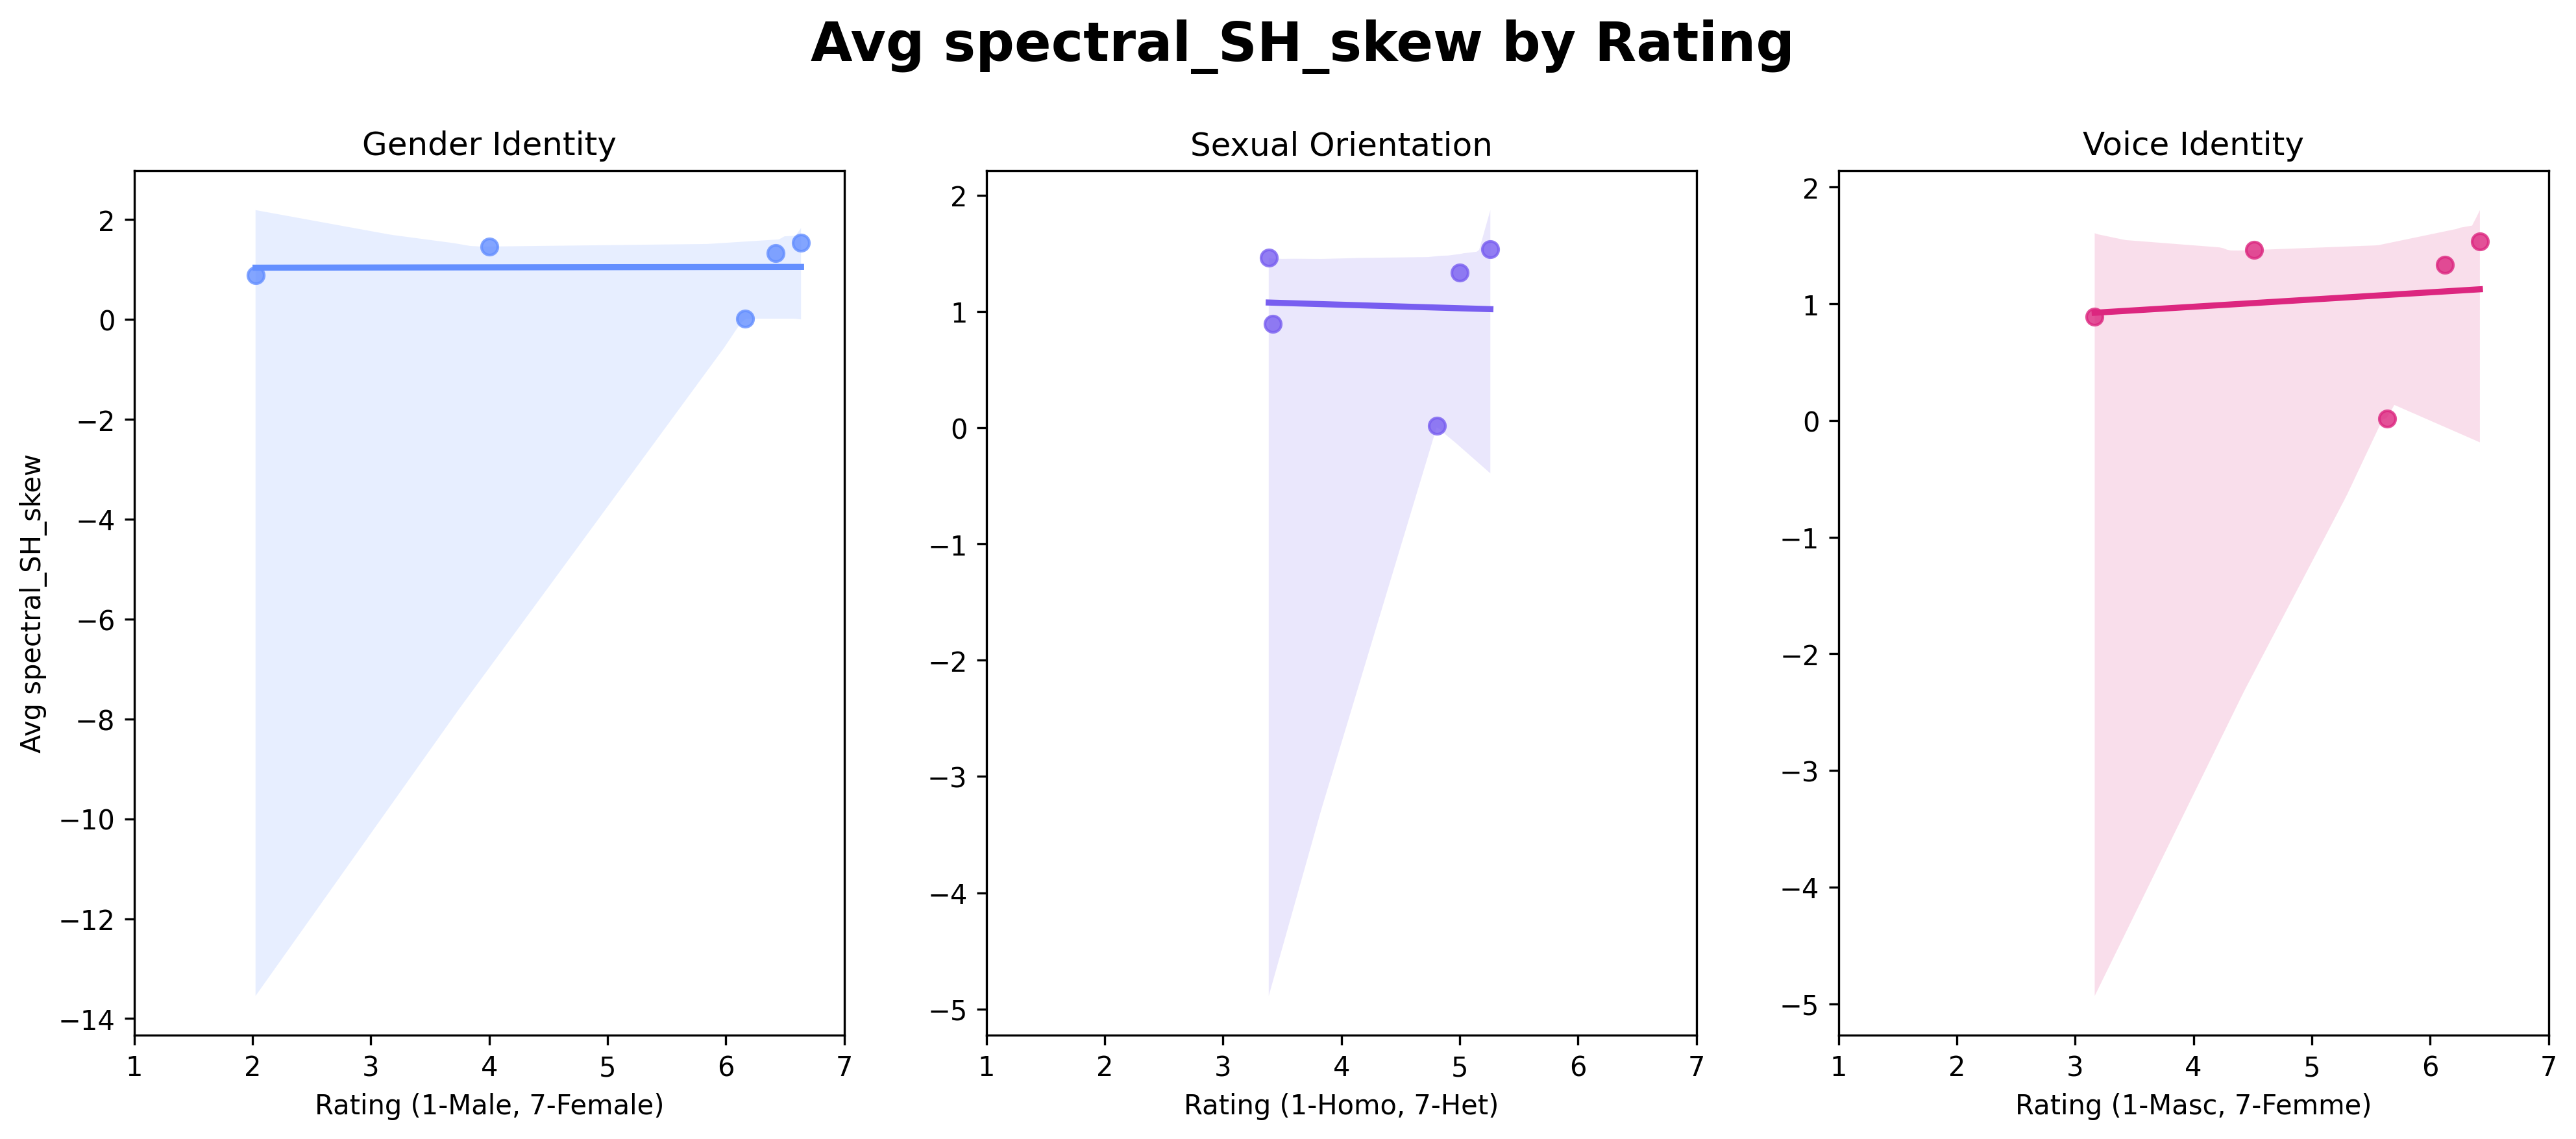 Avg spectral_SH_skew by Rating
Gender Identity
Sexual Orientation
Voice Identity
Avg spectral_SH_skew
2
0
−2
−4
−6
−8
−10
−12
−14
1 2 3 4 5 6 7
Rating (1-Male, 7-Female)
2
1
0
−1
−2
−3
−4
−5
1 2 3 4 5 6 7
Rating (1-Homo, 7-Het)
2
1
0
−1
−2
−3
−4
−5
1 2 3 4 5 6 7
Rating (1-Masc, 7-Femme)